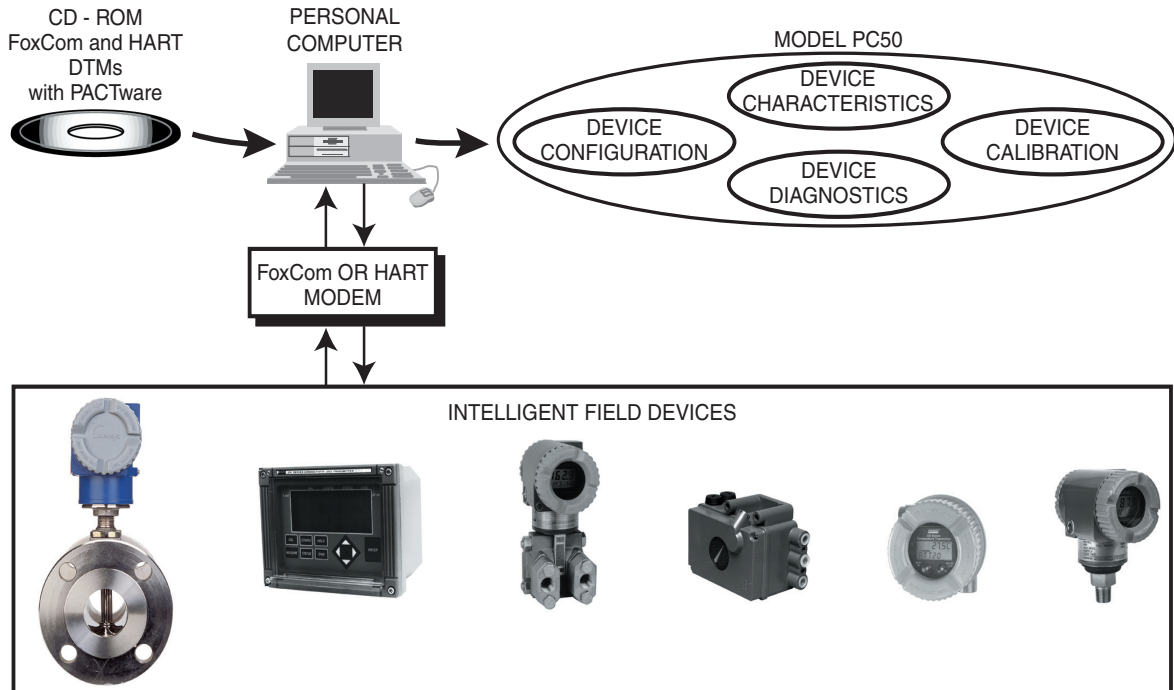 CD - ROM
FoxCom and HART
DTMs
with PACTware
PERSONAL
COMPUTER
MODEL PC50
DEVICE
CHARACTERISTICS
DEVICE
CONFIGURATION
DEVICE
CALIBRATION
DEVICE
DIAGNOSTICS
FoxCom OR HART
MODEM
INTELLIGENT FIELD DEVICES